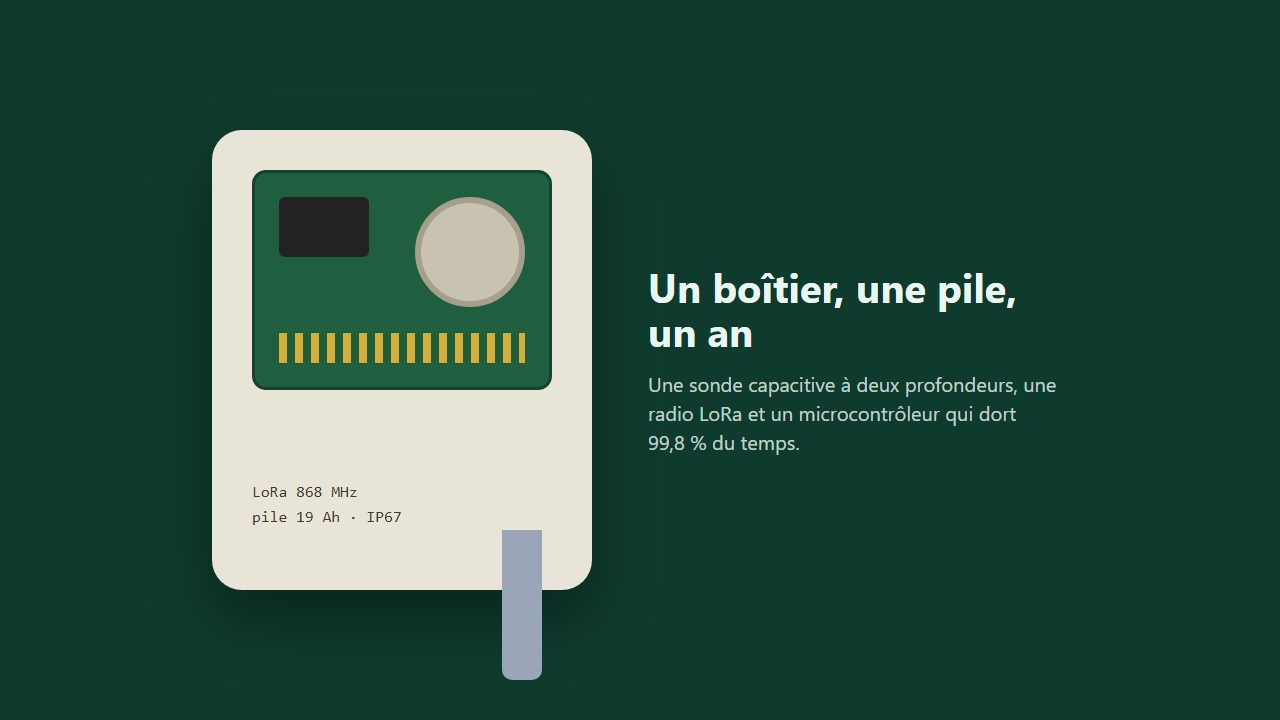 LoRa 868 MHz
pile 19 Ah · IP67
Un boîtier, une pile,
un an
Une sonde capacitive à deux profondeurs, une
radio LoRa et un microcontrôleur qui dort
99,8 % du temps.